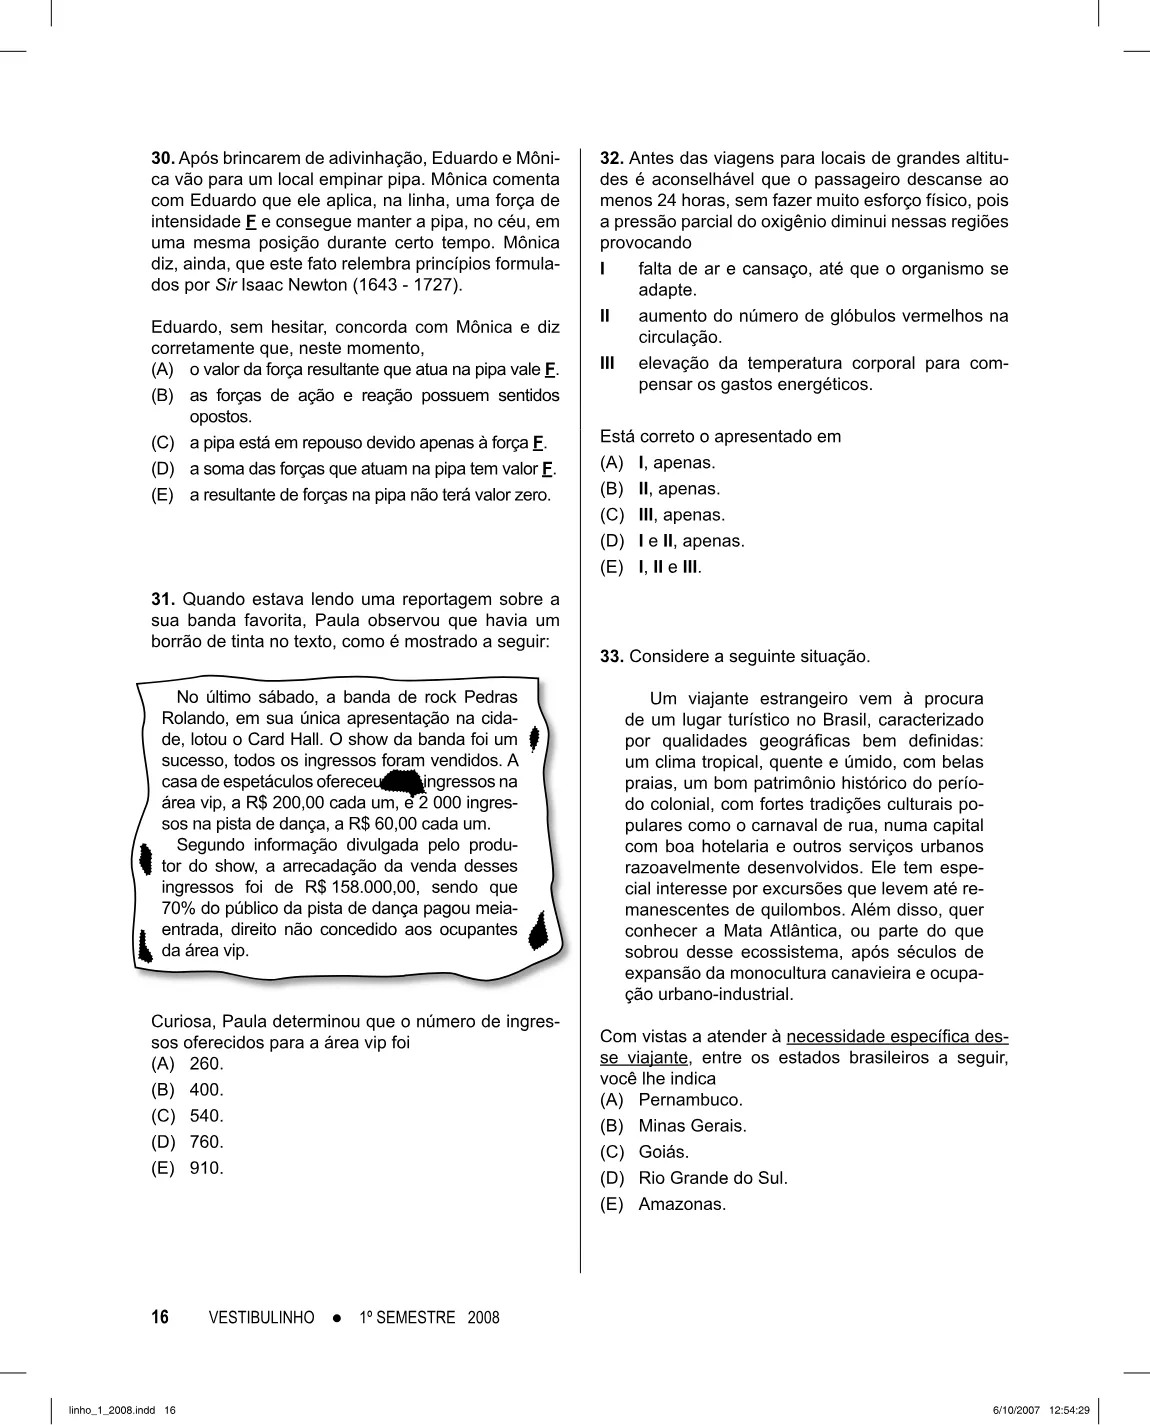 30. Após brincarem de adivinhação, Eduardo e Môni-
ca vão para um local empinar pipa. Mônica comenta
com Eduardo que ele aplica, na linha, uma força de
intensidade F e consegue manter a pipa, no céu, em
uma mesma posição durante certo tempo. Mônica
diz, ainda, que este fato relembra princípios formula-
dos por Sir Isaac Newton (1643 - 1727).
Eduardo, sem hesitar, concorda com Mônica e diz
corretamente que, neste momento,
(A) o valor da força resultante que atua na pipa vale F.
(B) as forças de ação e reação possuem sentidos
opostos.
(C) a pipa está em repouso devido apenas à força F.
(D) a soma das forças que atuam na pipa tem valor F.
(E) a resultante de forças na pipa não terá valor zero.
31. Quando estava lendo uma reportagem sobre a
sua banda favorita, Paula observou que havia um
borrão de tinta no texto, como é mostrado a seguir:
No último sábado, a banda de rock Pedras
Rolando, em sua única apresentação na cida-
de, lotou o Card Hall. O show da banda foi um
sucesso, todos os ingressos foram vendidos. A
casa de espetáculos ofereceu ingressos na
área vip, a R$ 200,00 cada um, e 2 000 ingres-
sos na pista de dança, a R$ 60,00 cada um.
Segundo informação divulgada pelo produ-
tor do show, a arrecadação da venda desses
ingressos foi de R$ 158.000,00, sendo que
70% do público da pista de dança pagou meia-
entrada, direito não concedido aos ocupantes
da área vip.
Curiosa, Paula determinou que o número de ingres-
sos oferecidos para a área vip foi
(A) 260.
(B) 400.
(C) 540.
(D) 760.
(E) 910.
32. Antes das viagens para locais de grandes altitu-
des é aconselhável que o passageiro descanse ao
menos 24 horas, sem fazer muito esforço físico, pois
a pressão parcial do oxigênio diminui nessas regiões
provocando
I falta de ar e cansaço, até que o organismo se
adapte.
II aumento do número de glóbulos vermelhos na
circulação.
III elevação da temperatura corporal para com-
pensar os gastos energéticos.
Está correto o apresentado em
(A) I, apenas.
(B) II, apenas.
(C) III, apenas.
(D) I e II, apenas.
(E) I, II e III.
33. Considere a seguinte situação.
Um viajante estrangeiro vem à procura
de um lugar turístico no Brasil, caracterizado
por qualidades geográficas bem definidas:
um clima tropical, quente e úmido, com belas
praias, um bom patrimônio histórico do perío-
do colonial, com fortes tradições culturais po-
pulares como o carnaval de rua, numa capital
com boa hotelaria e outros serviços urbanos
razoavelmente desenvolvidos. Ele tem espe-
cial interesse por excursões que levem até re-
manescentes de quilombos. Além disso, quer
conhecer a Mata Atlântica, ou parte do que
sobrou desse ecossistema, após séculos de
expansão da monocultura canavieira e ocupa-
ção urbano-industrial.
Com vistas a atender à necessidade específica des-
se viajante, entre os estados brasileiros a seguir,
você lhe indica
(A) Pernambuco.
(B) Minas Gerais.
(C) Goiás.
(D) Rio Grande do Sul.
(E) Amazonas.
16 VESTIBULINHO ● 1º SEMESTRE 2008
linho_1_2008.indd 16 6/10/2007 12:54:29